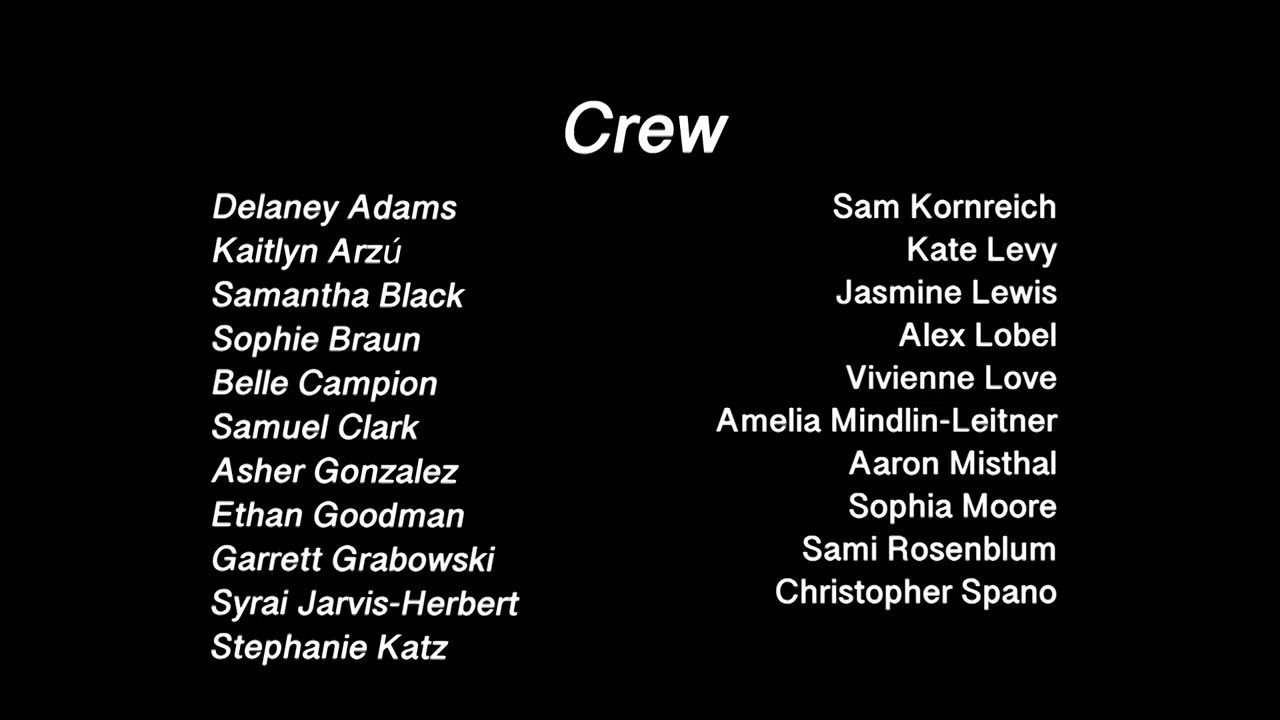 Crew
Delaney Adams
Kaitlyn Arzú
Samantha Black
Sophie Braun
Belle Campion
Samuel Clark
Asher Gonzalez
Ethan Goodman
Garrett Grabowski
Syrai Jarvis-Herbert
Stephanie Katz
Sam Kornreich
Kate Levy
Jasmine Lewis
Alex Lobel
Vivienne Love
Amelia Mindlin-Leitner
Aaron Misthal
Sophia Moore
Sami Rosenblum
Christopher Spano